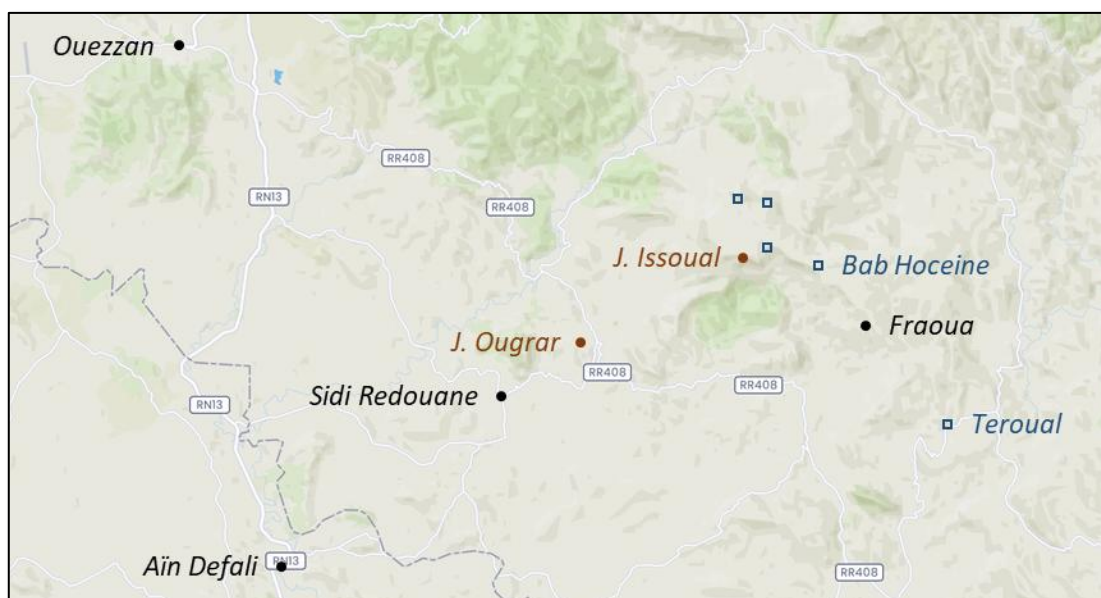 Ouezzan
RR408
RN13
RR408
J. Issoual
Bab Hoceine
Fraoua
J. Ougrar
RR408
RR408
RN13
Sidi Redouane
Teroual
Aïn Defali
RN13
RR408